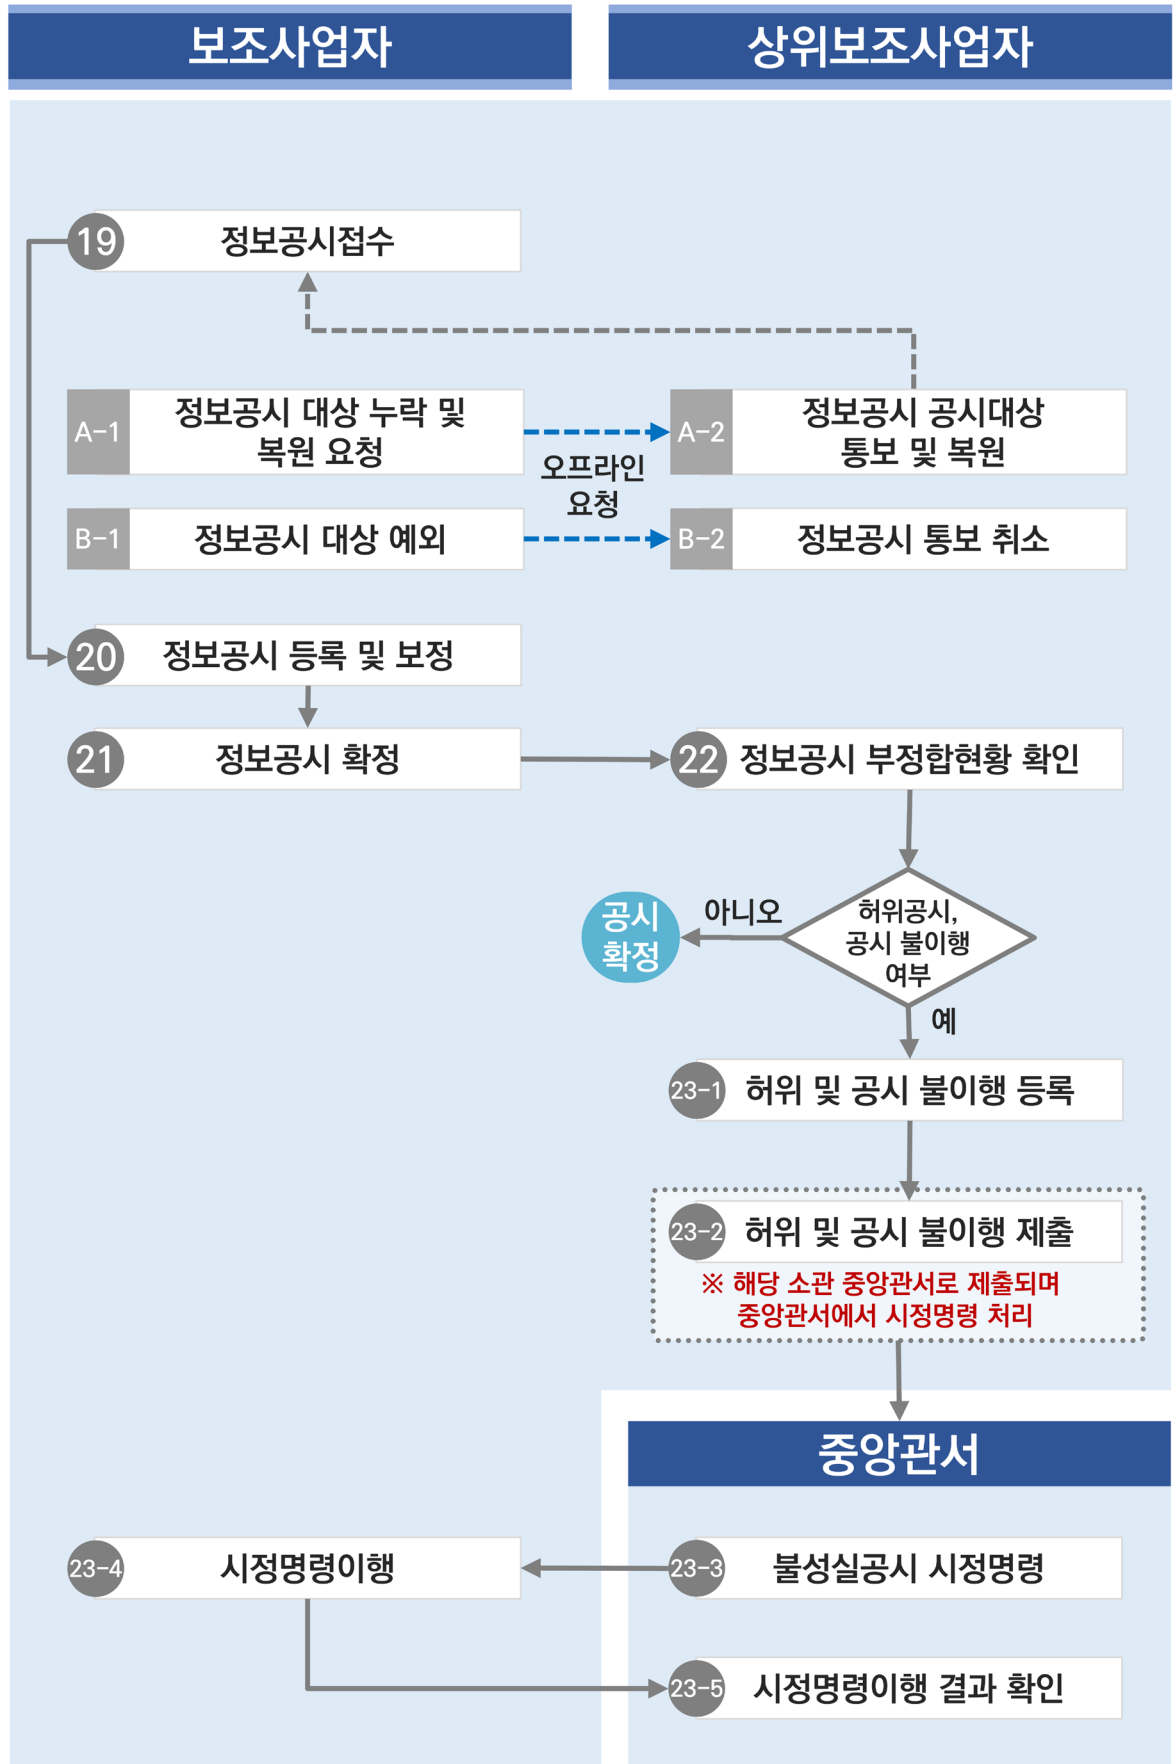 보조사업자
상위보조사업자
19 정보공시접수
A-1 정보공시 대상 누락 및
복원 요청
A-2 정보공시 공시대상
통보 및 복원
오프라인
요청
B-1 정보공시 대상 예외
B-2 정보공시 통보 취소
20 정보공시 등록 및 보정
21 정보공시 확정
22 정보공시 부정합현황 확인
허위공시,
공시 불이행
여부
아니오
공시
확정
예
23-1 허위 및 공시 불이행 등록
23-2 허위 및 공시 불이행 제출
※ 해당 소관 중앙관서로 제출되며
중앙관서에서 시정명령 처리
중앙관서
23-4 시정명령이행
23-3 불성실공시 시정명령
23-5 시정명령이행 결과 확인